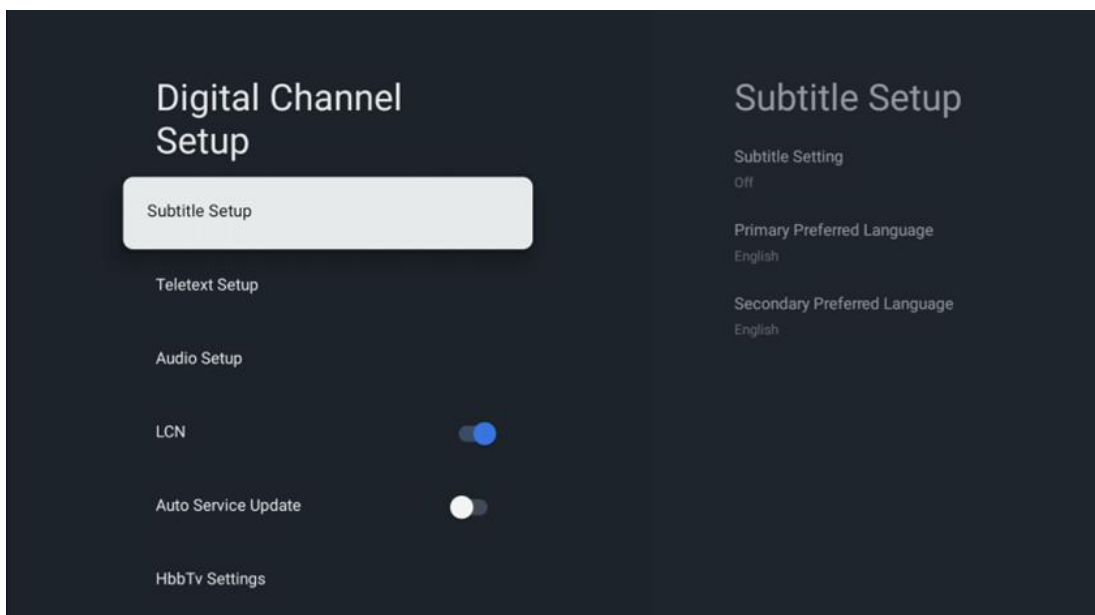 Digital Channel
Setup
Subtitle Setup
Teletext Setup
Audio Setup
LCN
Auto Service Update
HbbTv Settings
Subtitle Setup
Subtitle Setting
Off
Primary Preferred Language
English
Secondary Preferred Language
English